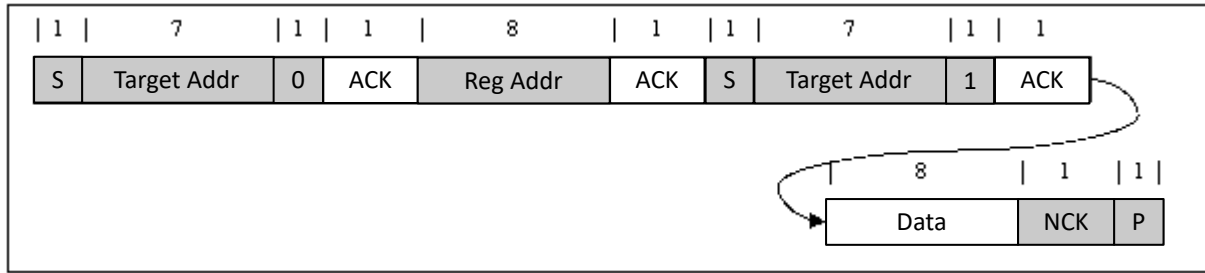 | 1 | 7 | 1 | 1 | 8 | 1 | 1 | 7 | 1 | 1
S Target Addr 0 ACK Reg Addr ACK S Target Addr 1 ACK
| 8 | 1 | 1 |
Data NCK P